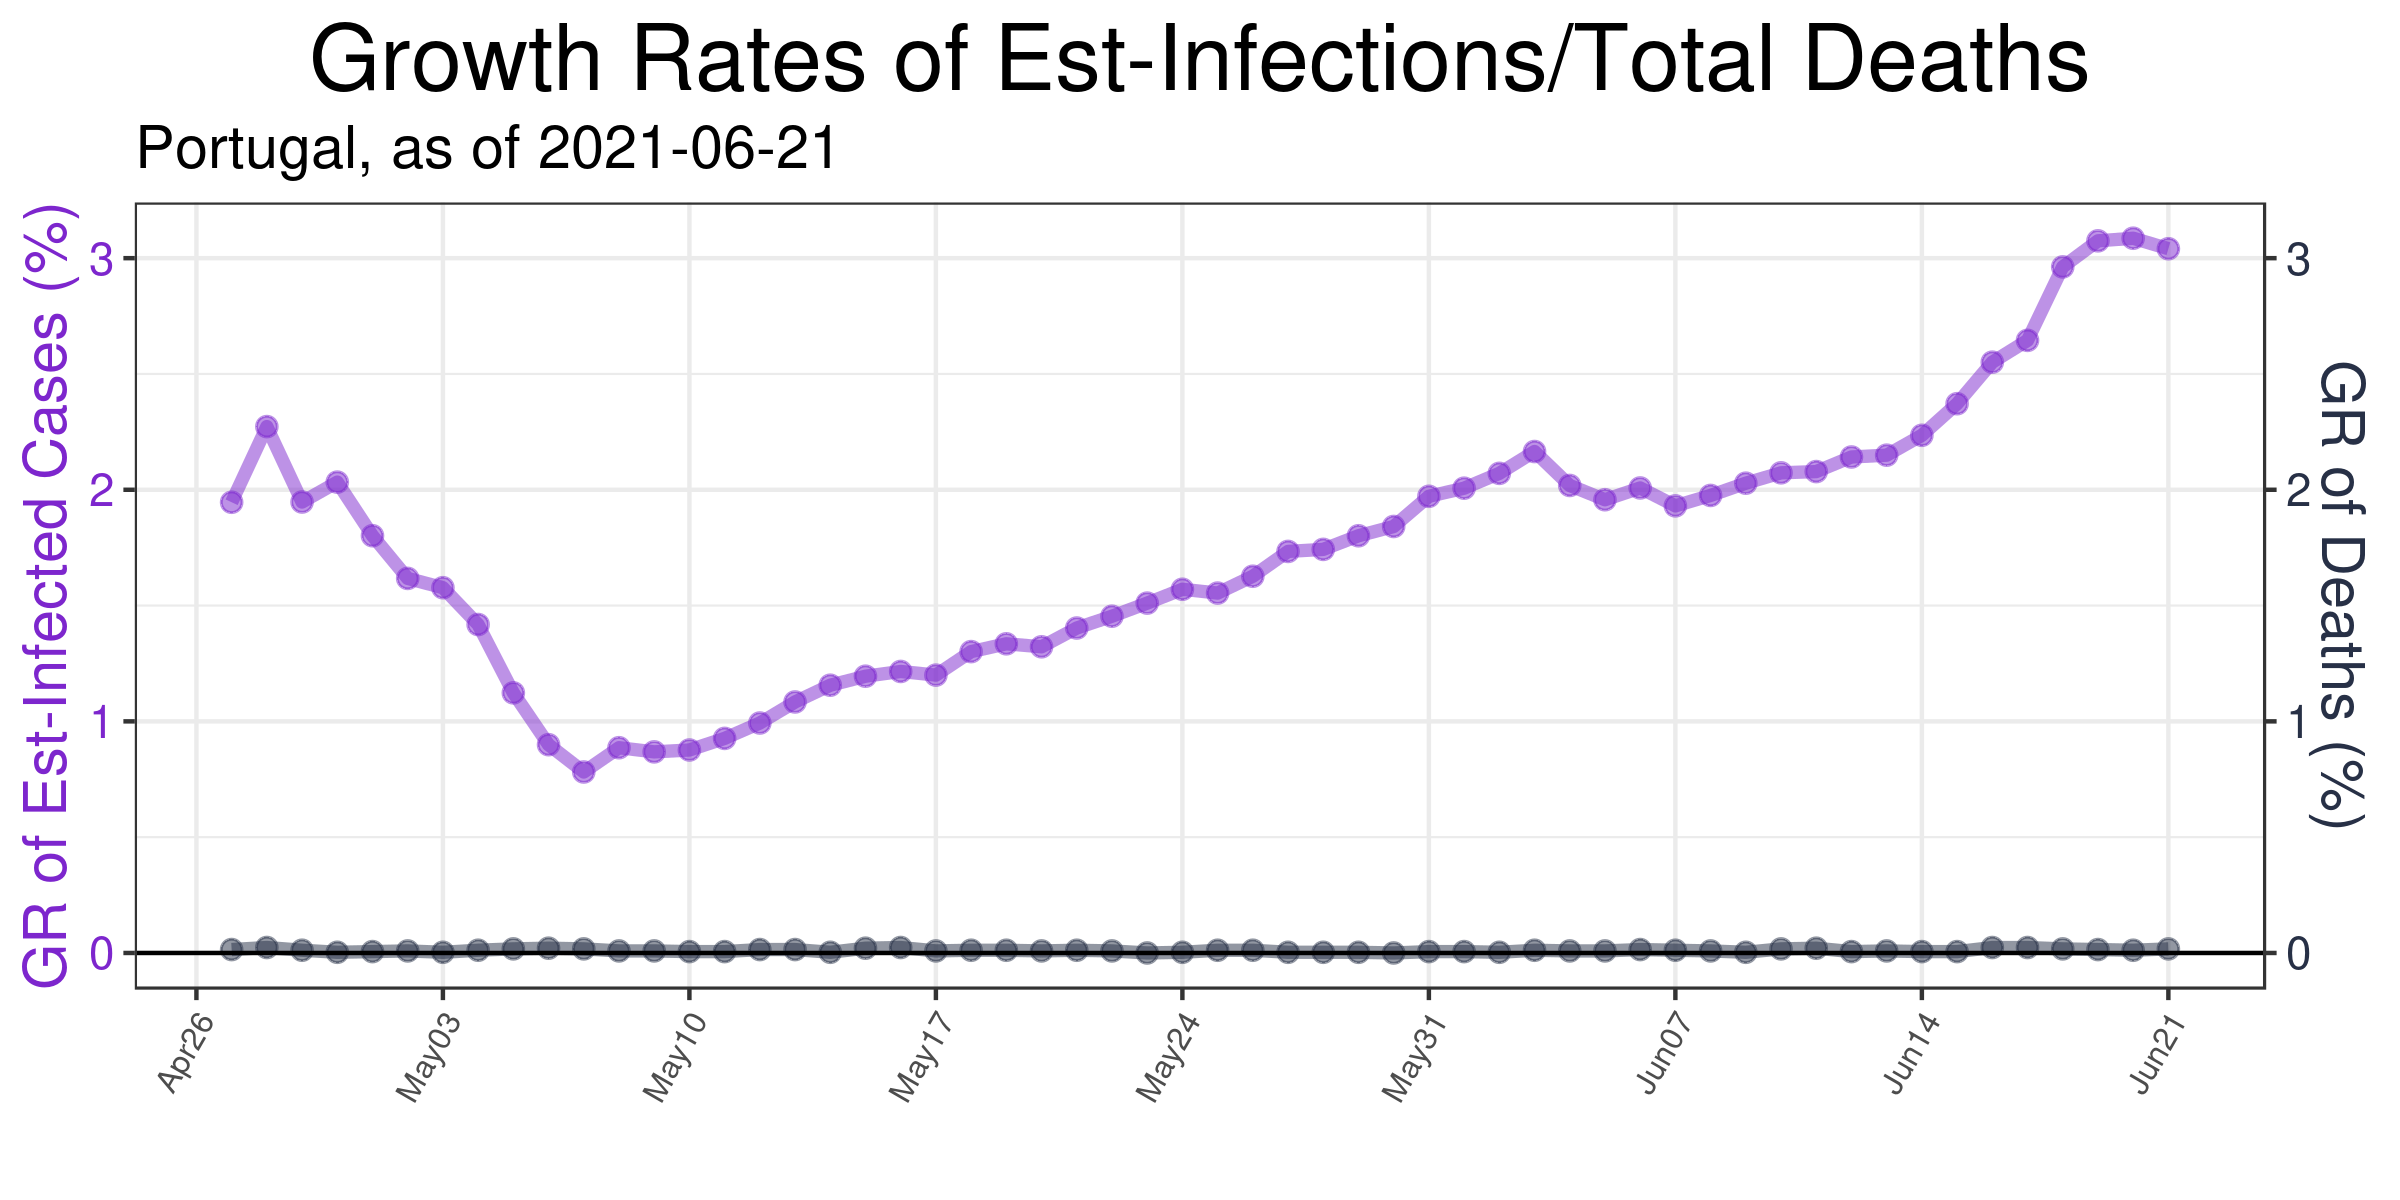 Growth Rates of Est-Infections/Total Deaths
Portugal, as of 2021-06-21
GR of Est-Infected Cases (%)
3
2
1
0
3
2
1
0
GR of Deaths (%)
Apr26
May03
May10
May17
May24
May31
Jun07
Jun14
Jun21